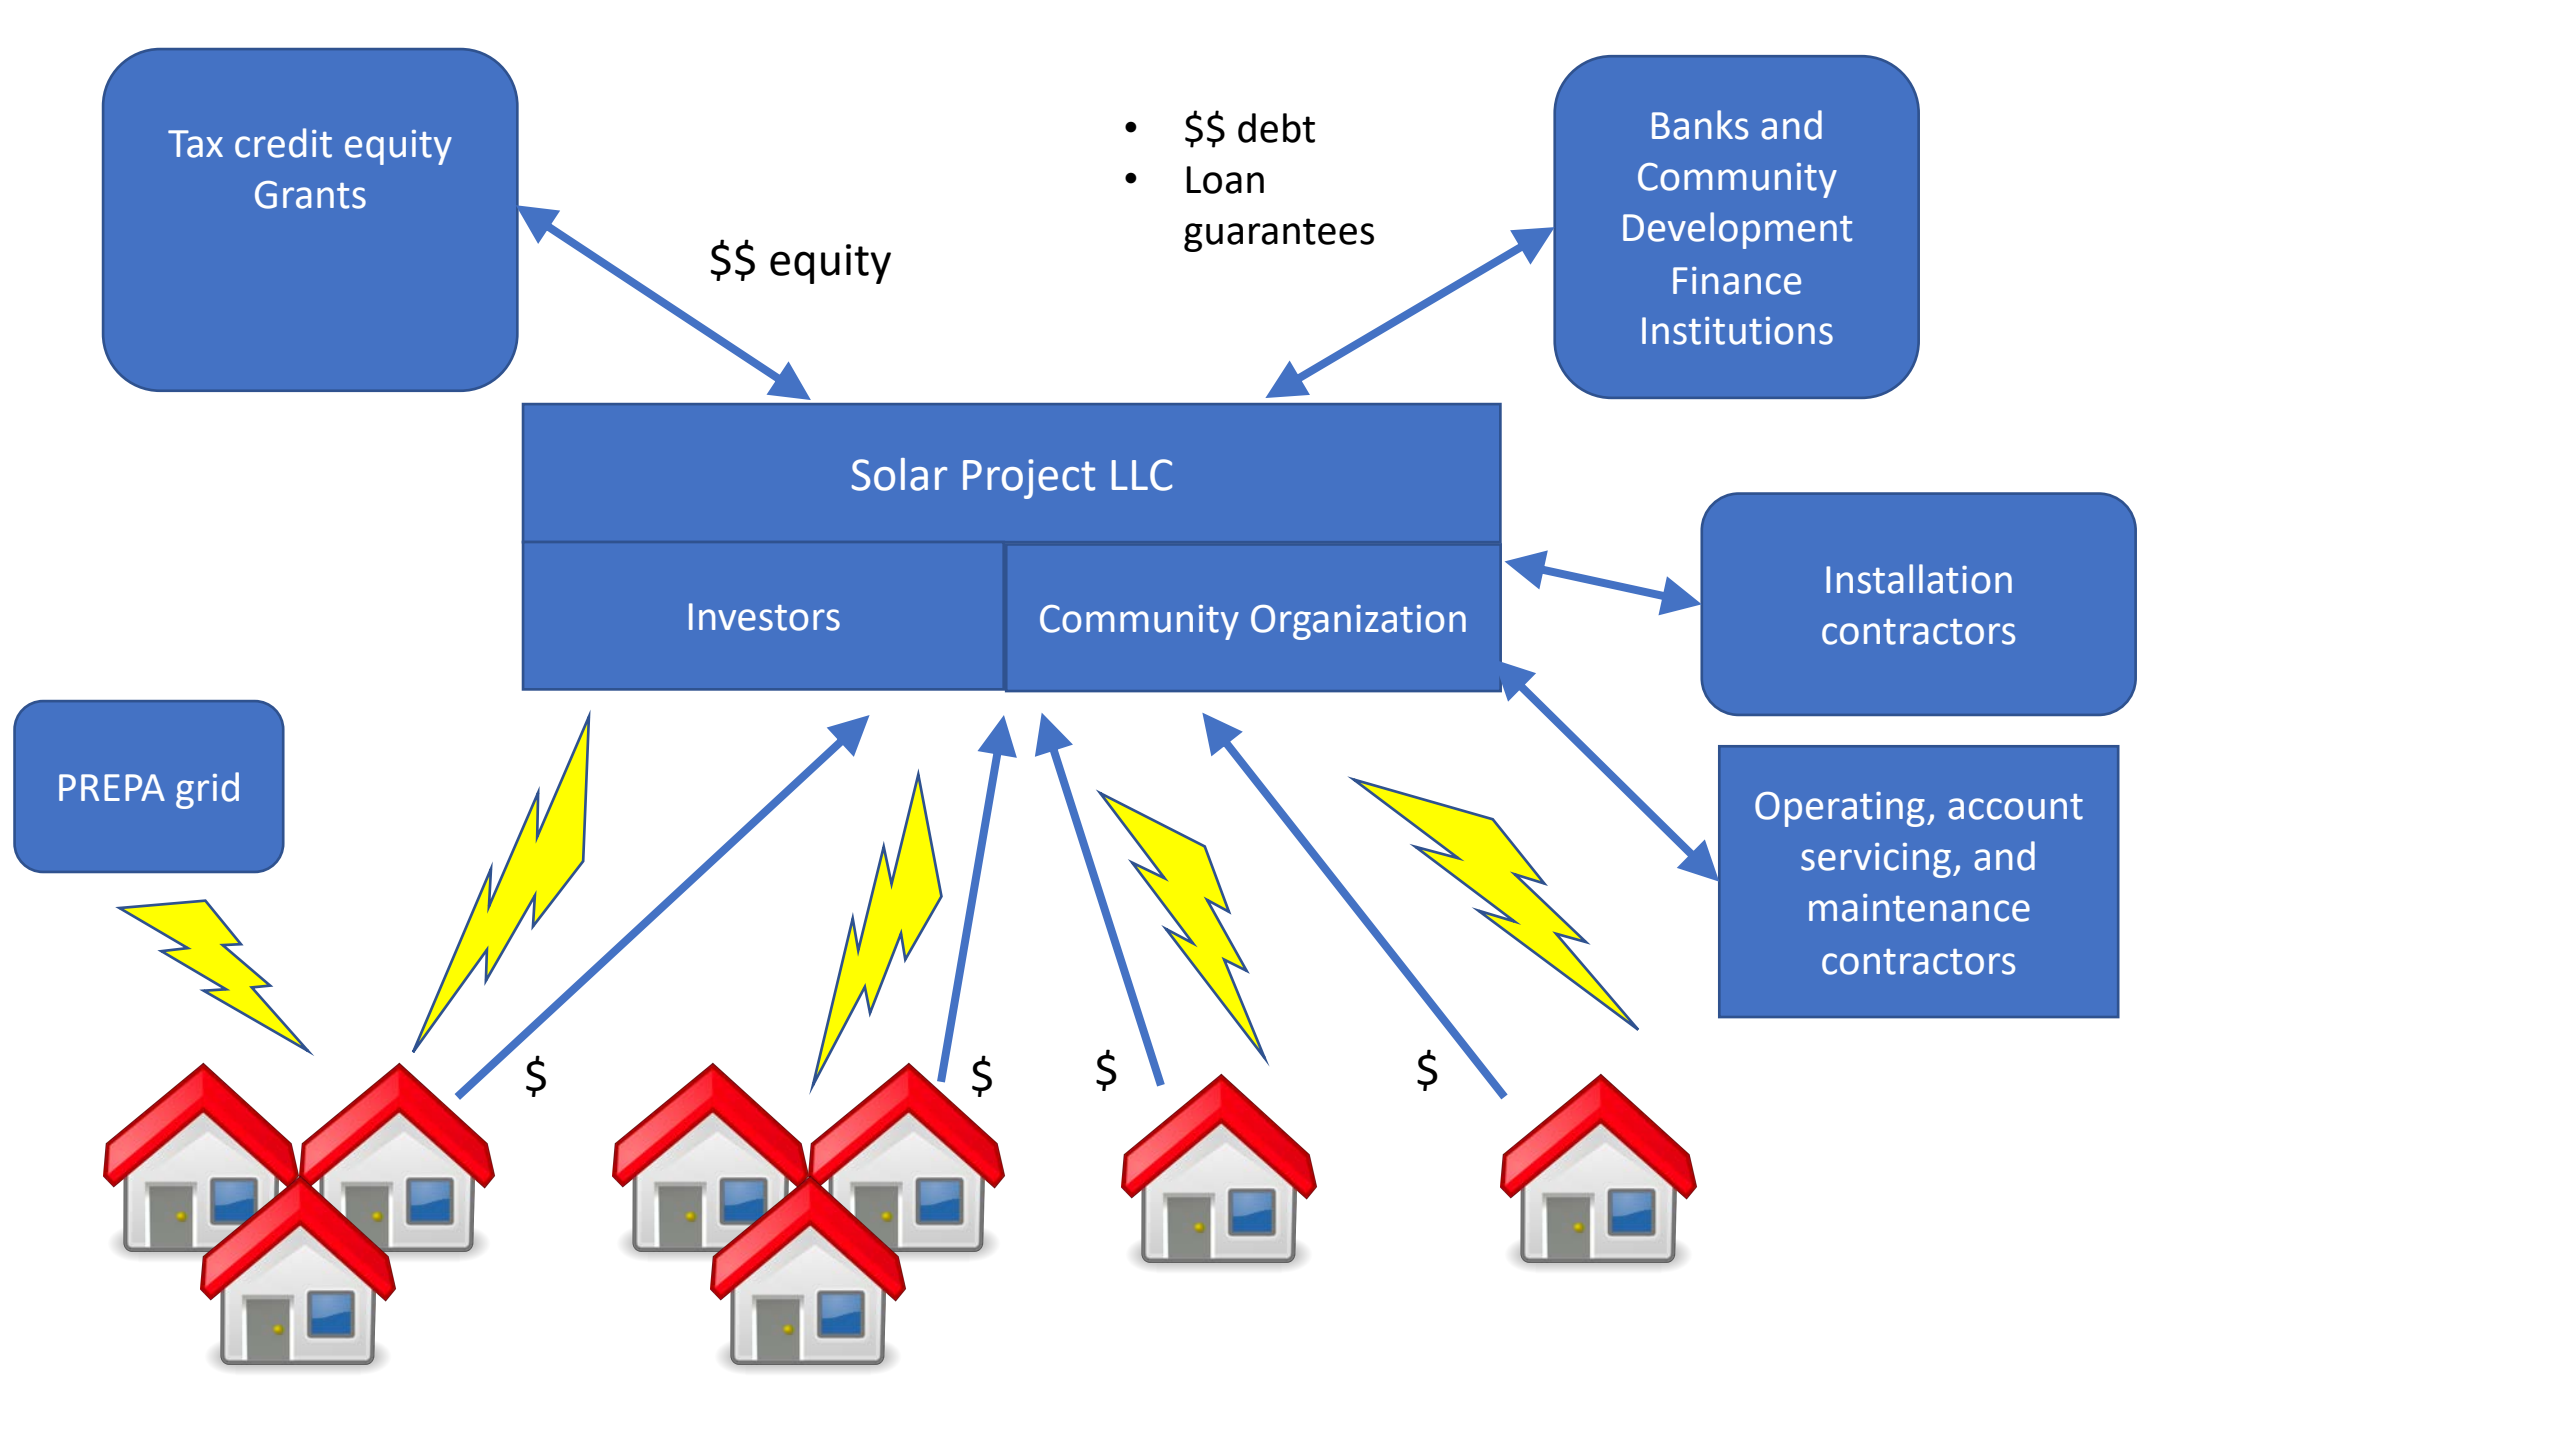 Tax credit equity
Grants
$$ equity
• $$ debt
• Loan
guarantees
Banks and
Community
Development
Finance
Institutions
Solar Project LLC
Investors
Community Organization
Installation
contractors
PREPA grid
Operating, account
servicing, and
maintenance
contractors
$
$
$
$